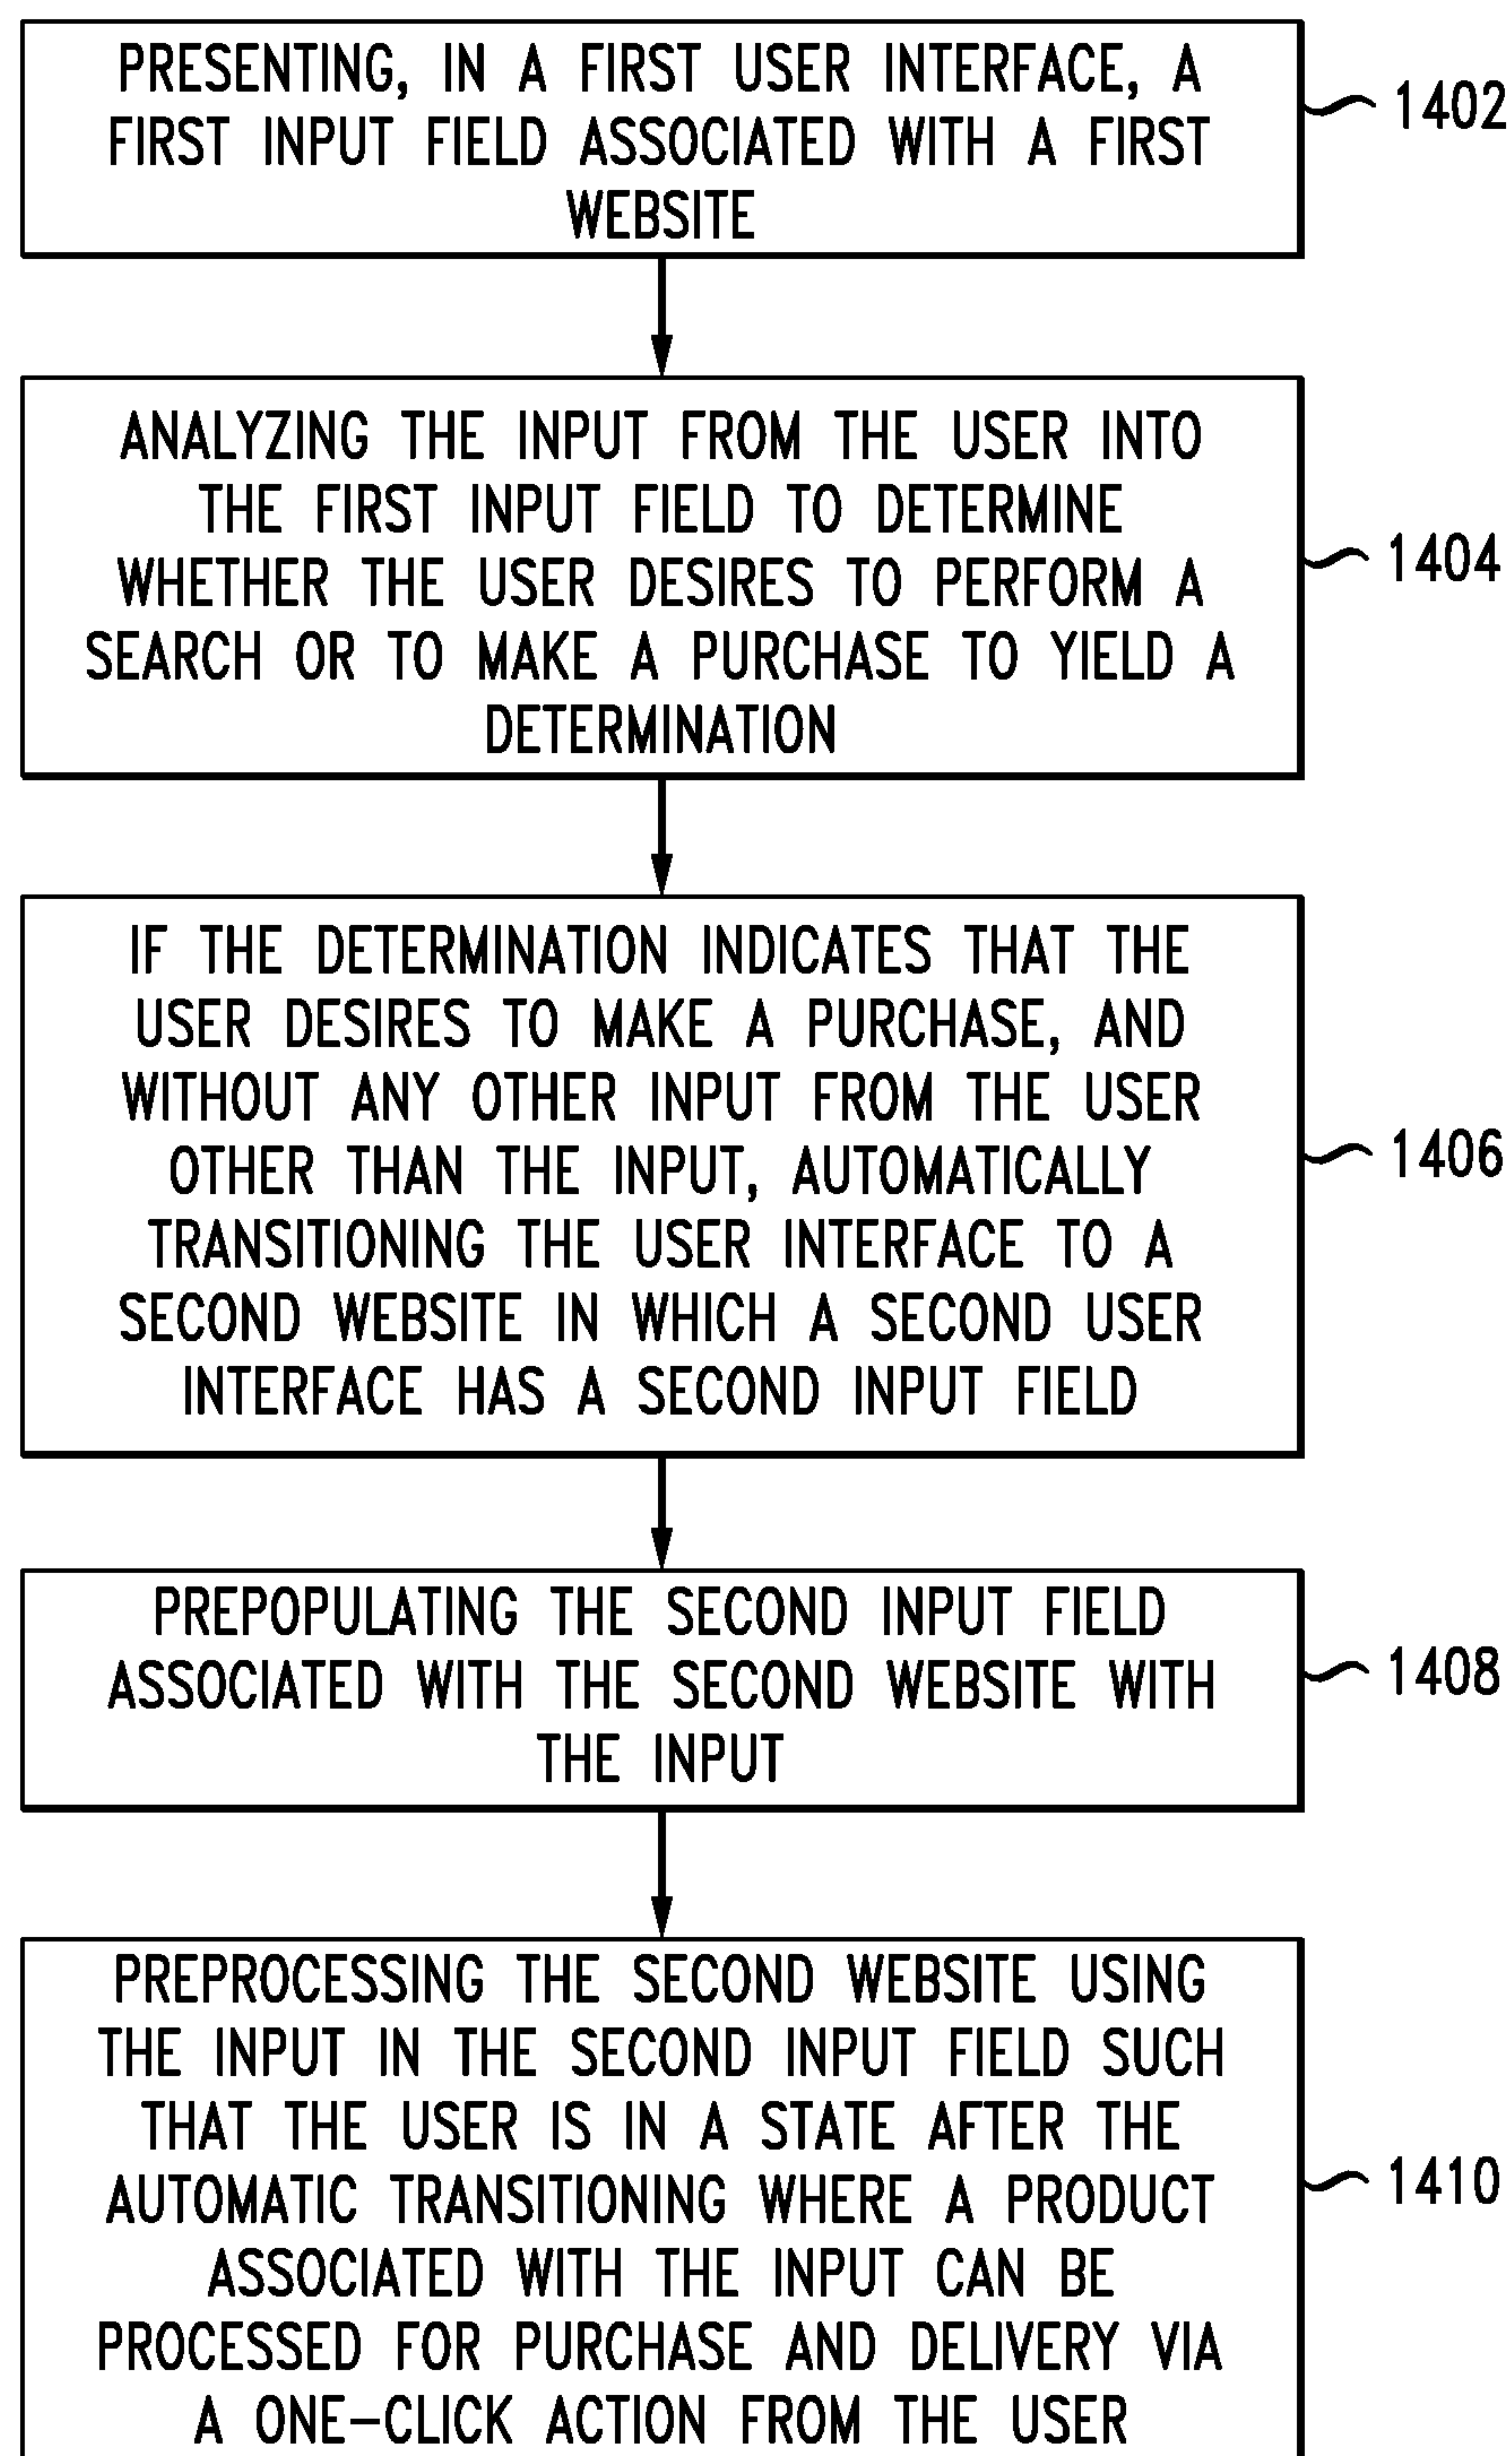 PRESENTING, IN A FIRST USER INTERFACE, A
FIRST INPUT FIELD ASSOCIATED WITH A FIRST
WEBSITE
1402
ANALYZING THE INPUT FROM THE USER INTO
THE FIRST INPUT FIELD TO DETERMINE
WHETHER THE USER DESIRES TO PERFORM A
SEARCH OR TO MAKE A PURCHASE TO YIELD A
DETERMINATION
1404
IF THE DETERMINATION INDICATES THAT THE
USER DESIRES TO MAKE A PURCHASE, AND
WITHOUT ANY OTHER INPUT FROM THE USER
OTHER THAN THE INPUT, AUTOMATICALLY
TRANSITIONING THE USER INTERFACE TO A
SECOND WEBSITE IN WHICH A SECOND USER
INTERFACE HAS A SECOND INPUT FIELD
1406
PREPOPULATING THE SECOND INPUT FIELD
ASSOCIATED WITH THE SECOND WEBSITE WITH
THE INPUT
1408
PREPROCESSING THE SECOND WEBSITE USING
THE INPUT IN THE SECOND INPUT FIELD SUCH
THAT THE USER IS IN A STATE AFTER THE
AUTOMATIC TRANSITIONING WHERE A PRODUCT
ASSOCIATED WITH THE INPUT CAN BE
PROCESSED FOR PURCHASE AND DELIVERY VIA
A ONE-CLICK ACTION FROM THE USER
1410